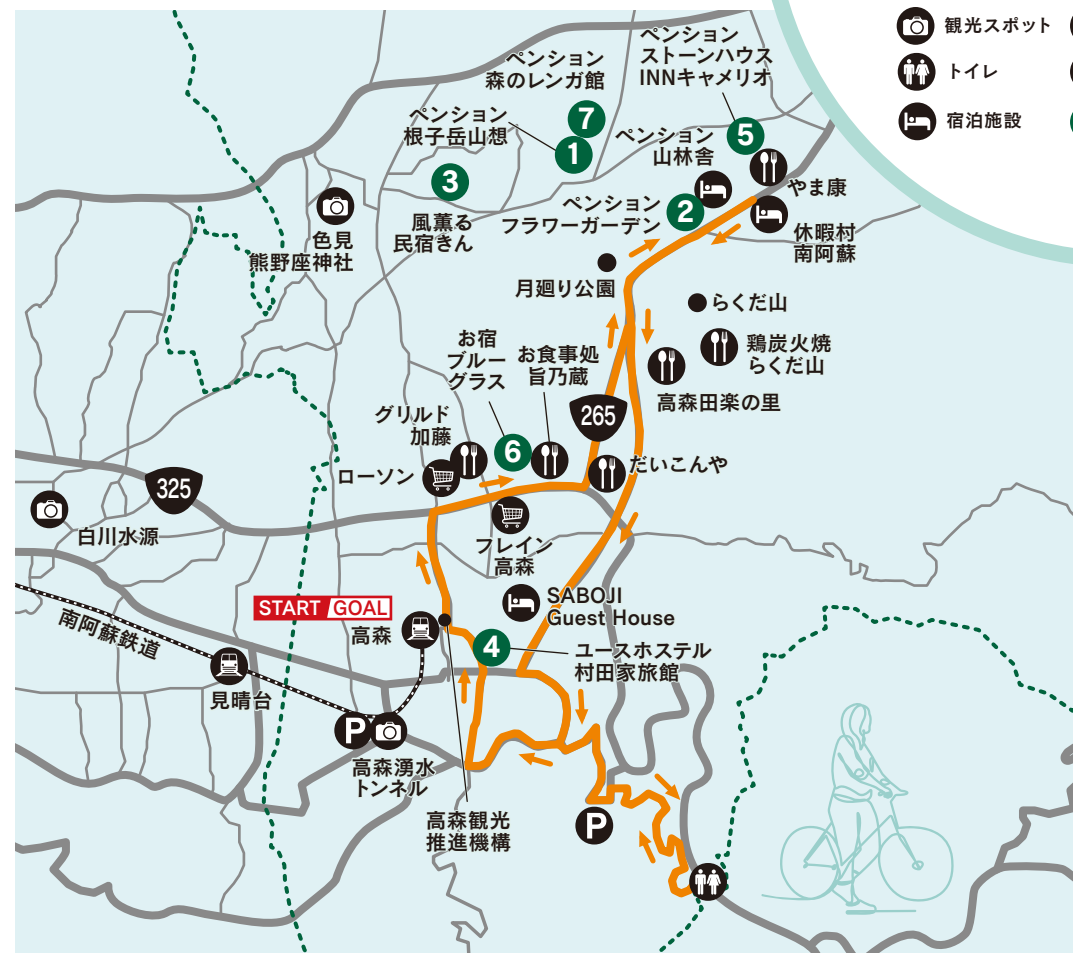 観光スポット
トイレ
宿泊施設
ペンション
ストーンハウス
INNキャメリオ
ペンション
森のレンガ館
ペンション
根子岳山想
ペンション
山林舎
7
5
1
3
2
やま康
ペンション
フラワーガーデン
休暇村
南阿蘇
風薫る
民宿きん
色見
熊野座神社
月廻り公園
らくだ山
鶏炭火焼
らくだ山
高森田楽の里
お宿
ブルー
グラス
お食事処
旨乃蔵
265
グリルド
加藤
6
ローソン
だいこんや
325
白川水源
フレイン
高森
SABOJI
Guest House
START GOAL
高森
南阿蘇鉄道
4
ユースホステル
村田家旅館
見晴台
P
高森湧水
トンネル
高森観光
推進機構
P